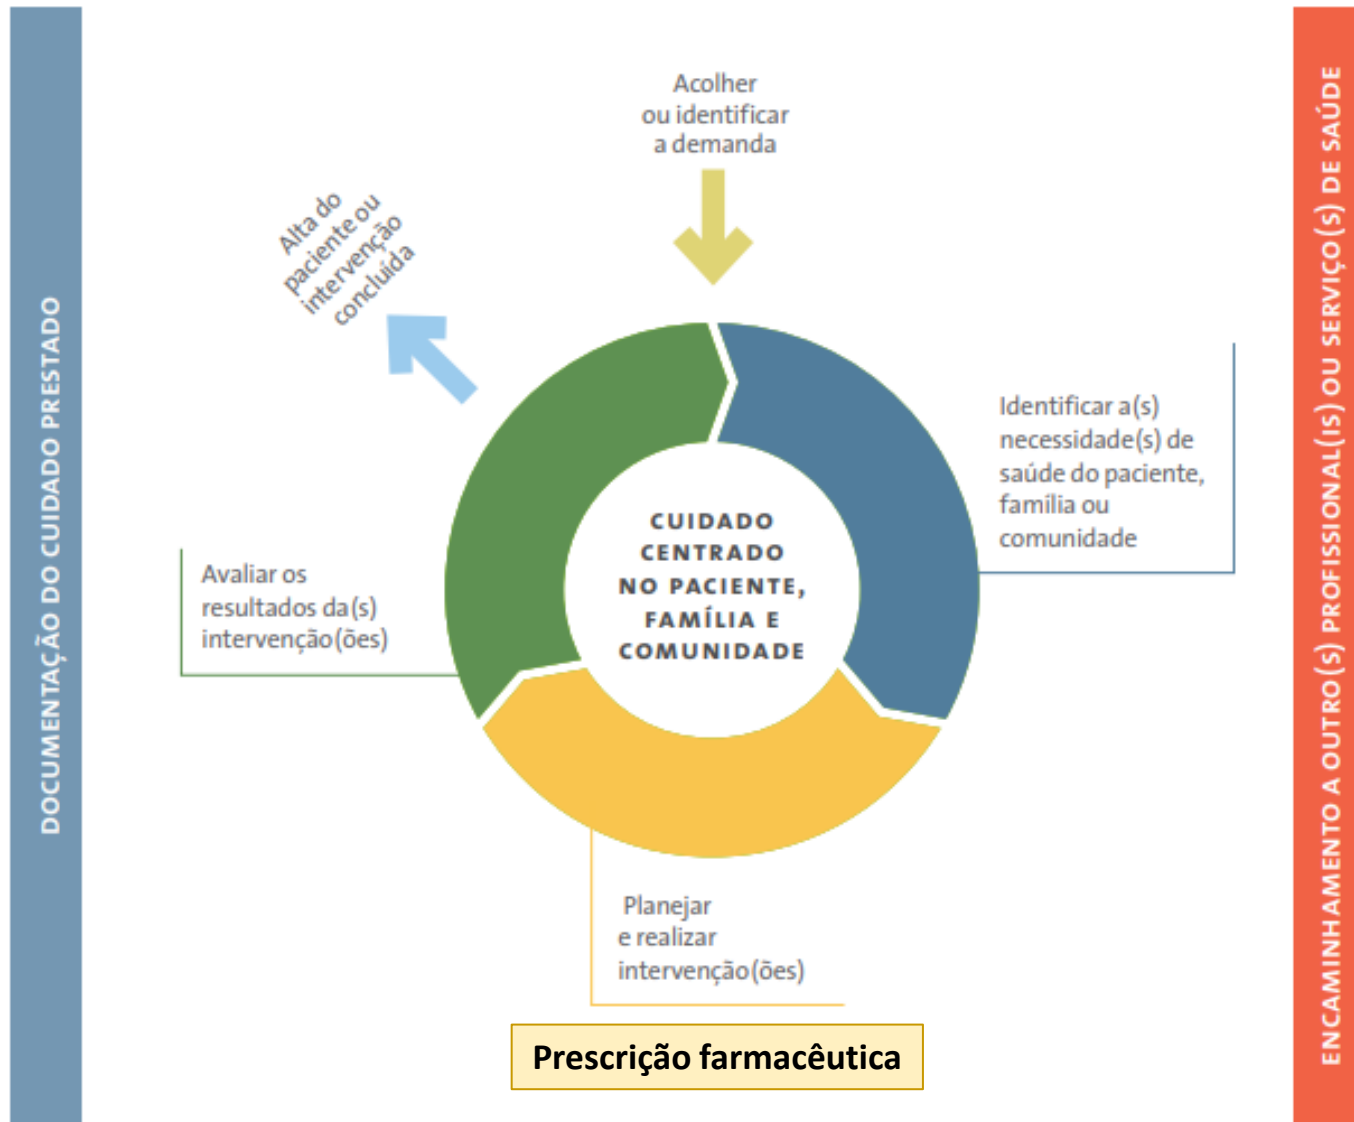 DOCUMENTAÇÃO DO CUIDADO PRESTADO
Acolher
ou identificar
a demanda
Alta do
paciente ou
intervenção
concluída
Identificar a(s)
necessidade(s) de
saúde do paciente,
família ou
comunidade
CUIDADO
CENTRADO
NO PACIENTE,
FAMÍLIA E
COMUNIDADE
Avaliar os
resultados da(s)
intervenção(ões)
Planejar
e realizar
intervenção(ões)
Prescrição farmacêutica
ENCAMINHAMENTO A OUTRO(S) PROFISSIONAL(IS) OU SERVIÇO(S) DE SAÚDE